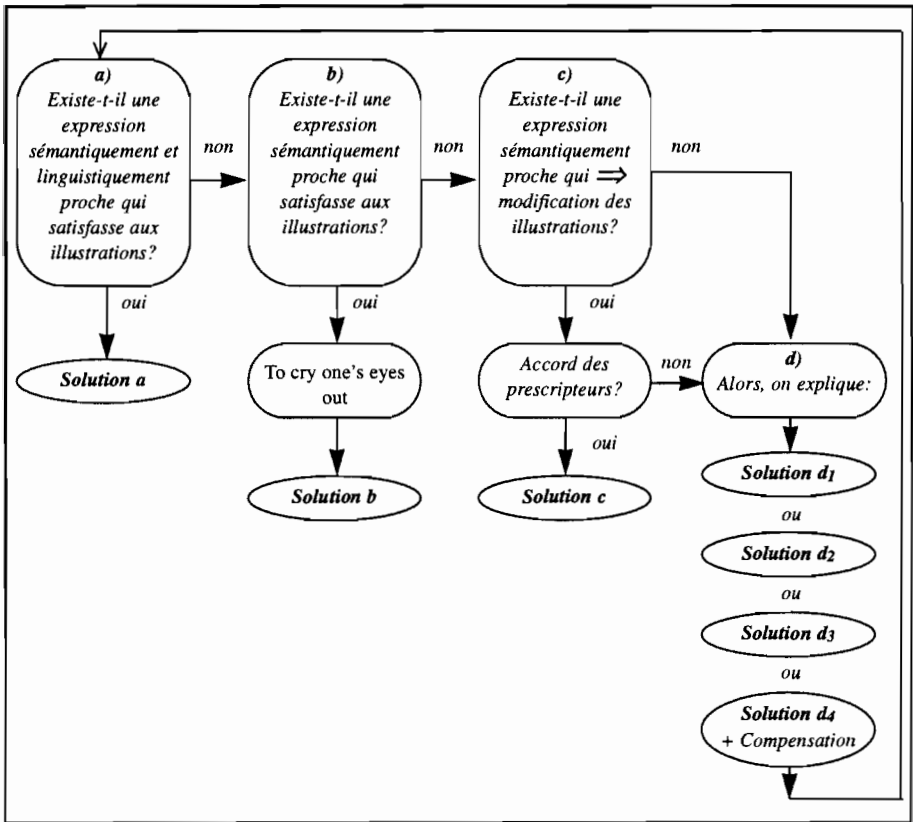 a)
Existe-t-il une
expression
sémantiquement et
linguistiquement
proche qui
satisfasse aux
illustrations?
non
b)
Existe-t-il une
expression
sémantiquement
proche qui
satisfasse aux
illustrations?
non
c)
Existe-t-il une
expression
sémantiquement
proche qui ⇒
modification des
illustrations?
non
oui
oui
oui
Solution a
To cry one's eyes
out
Accord des
prescripteurs?
non
d)
Alors, on explique:
oui
Solution b
Solution c
Solution d1
ou
Solution d2
ou
Solution d3
ou
Solution d4
+ Compensation